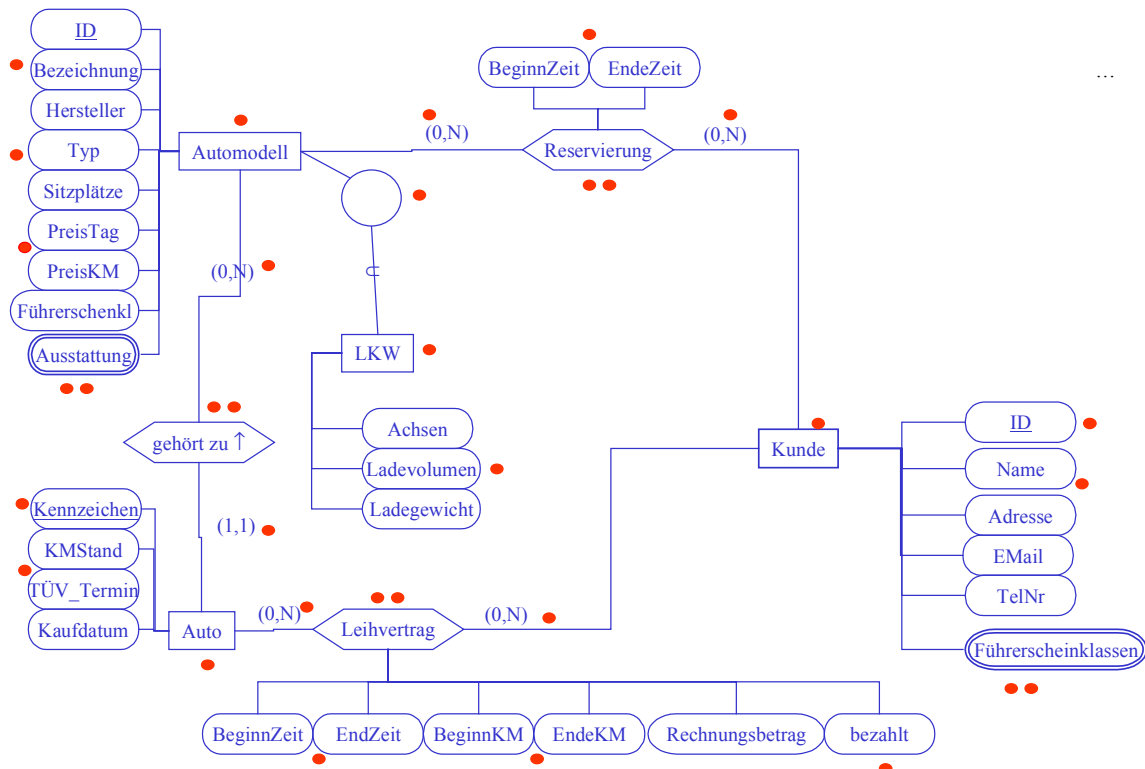 ID
Bezeichnung
Hersteller
Typ
Sitzplätze
PreisTag
PreisKM
Führerschenkl
Ausstattung
Automodell
(0,N)
BeginnZeit
EndeZeit
Reservierung
(0,N)
...
(0,N)
∪
LKW
Achsen
Ladevolumen
Ladegewicht
gehört zu ↑
(1,1)
Kennzeichen
KMStand
TÜV_Termin
Kaufdatum
Auto
(0,N)
Leihvertrag
(0,N)
Kunde
ID
Name
Adresse
EMail
TelNr
Führerscheinklassen
BeginnZeit
EndZeit
BeginnKM
EndeKM
Rechnungsbetrag
bezahlt